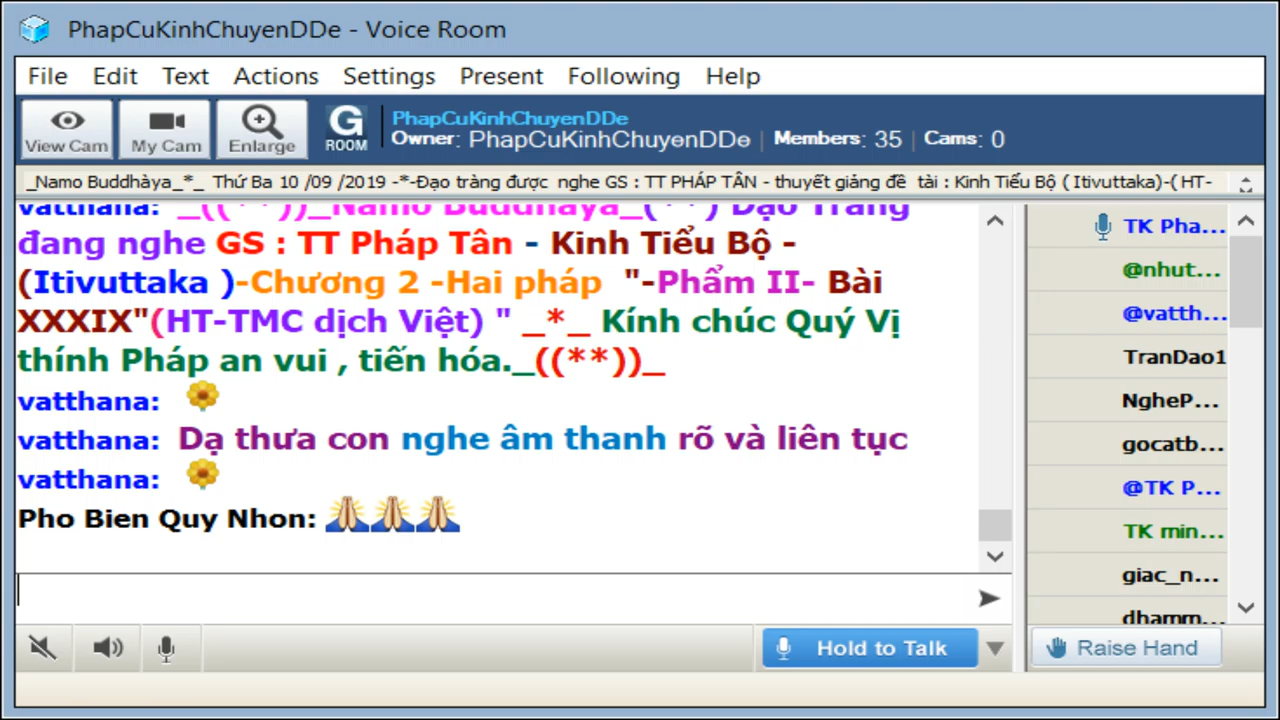 PhapCuKinhChuyenDDe - Voice Room
File Edit Text Actions Settings Present Following Help
View Cam My Cam Enlarge G ROOM
PhapCuKinhChuyenDDe
Owner: PhapCuKinhChuyenDDe | Members: 35 | Cams: 0
_Namo Buddhàya_*_ Thứ Ba 10 /09 /2019 -*-Đạo tràng được nghe GS : TT PHÁP TÂN - thuyết giảng đề tài : Kinh Tiểu Bộ ( Itivuttaka)-( HT-
vatthana: _((**))_Namo Buddhaya_(**) Đạo Tràng
đang nghe GS : TT Pháp Tân - Kinh Tiểu Bộ -
(Itivuttaka )-Chương 2 -Hai pháp "-Phẩm II- Bài
XXXIX"(HT-TMC dịch Việt) " _*_ Kính chúc Quý Vị
thính Pháp an vui , tiến hóa._((**))_
vatthana:
vatthana: Dạ thưa con nghe âm thanh rõ và liên tục
vatthana:
Pho Bien Quy Nhon:
TK Pha...
@nhut...
@vatth...
TranDao1
NgheP...
gocatb...
@TK P...
TK min...
giac_n...
dhamm...
Hold to Talk
Raise Hand